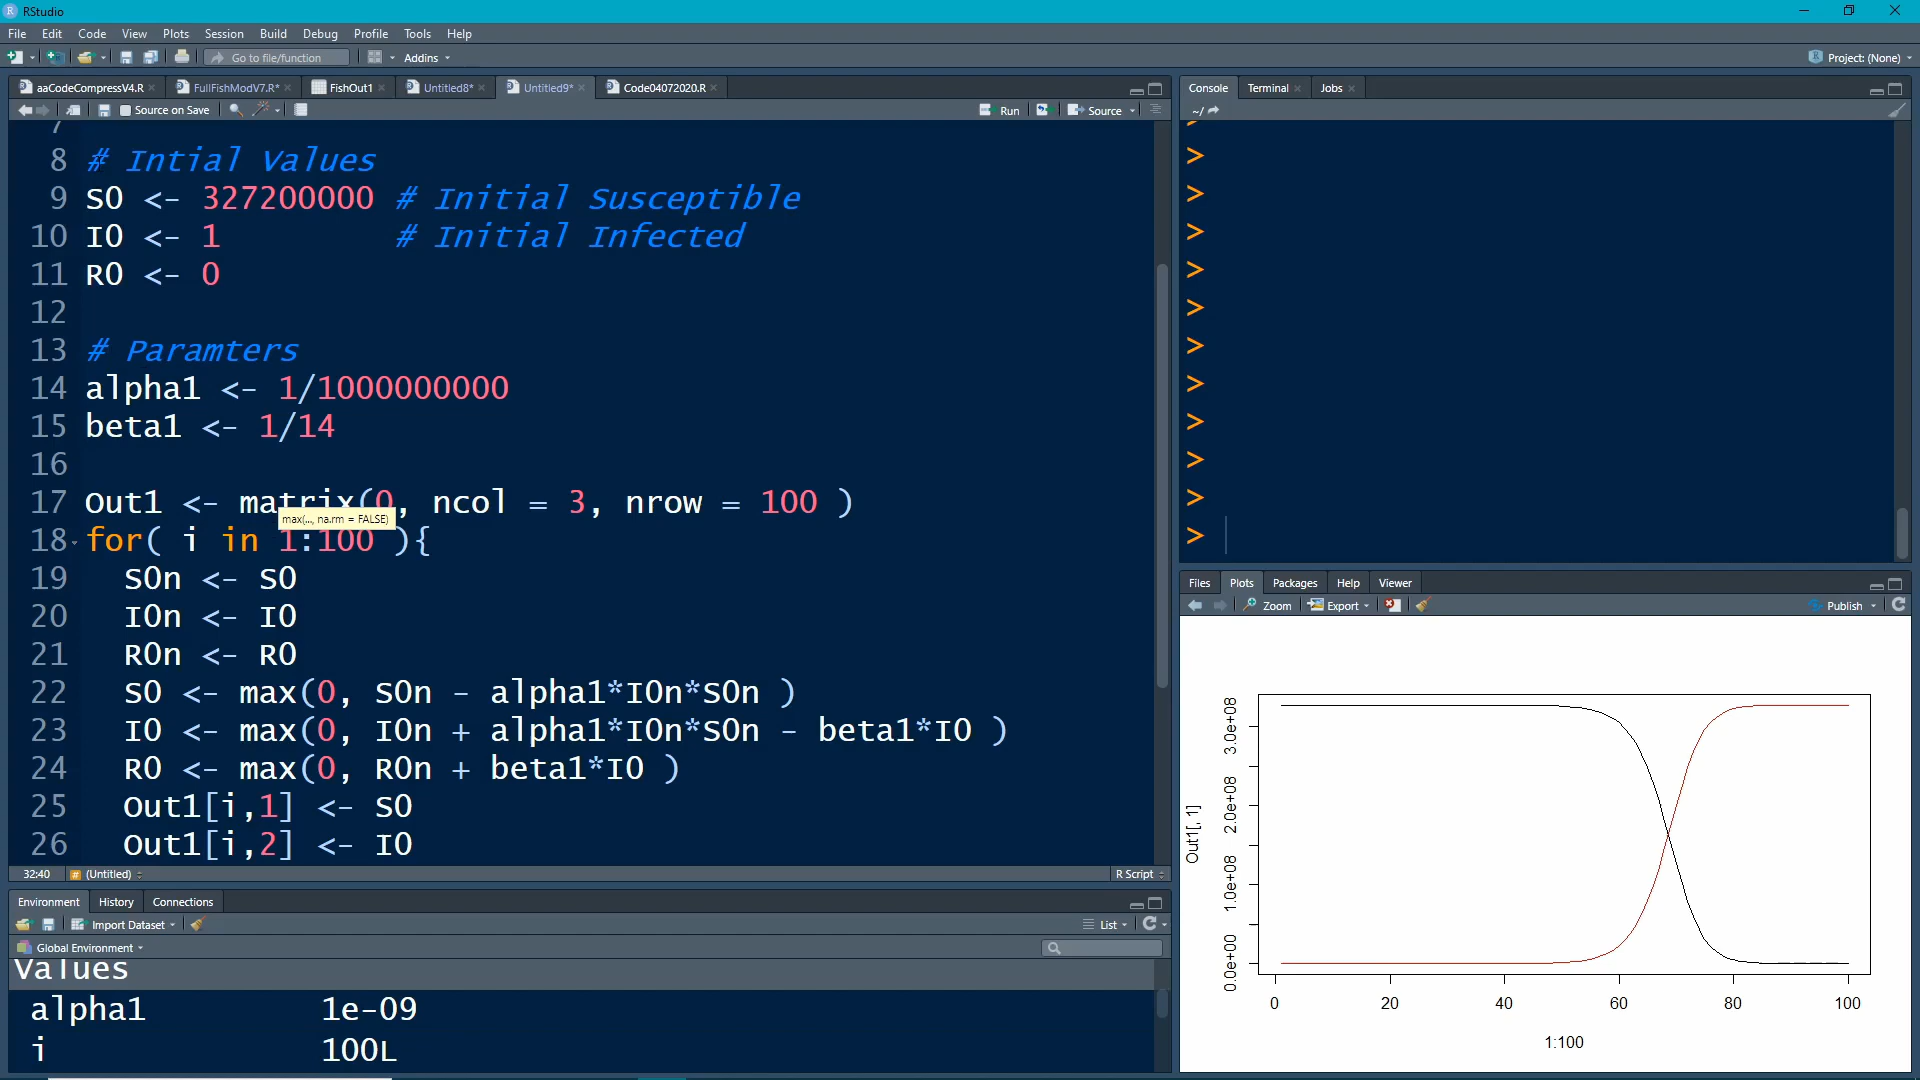 RStudio
File Edit Code View Plots Session Build Debug Profile Tools Help
Go to file/function Addins Project: (None)
aaCodeCompressV4.R FullFishModV7.R* FishOut1 Untitled8* Untitled9* Code04072020.R
Source on Save Run Source
7
8 # Intial Values
9 S0 <- 327200000 # Initial Susceptible
10 I0 <- 1 # Initial Infected
11 R0 <- 0
12
13 # Paramters
14 alpha1 <- 1/1000000000
15 beta1 <- 1/14
16
17 Out1 <- matrix(0, ncol = 3, nrow = 100 )
max(..., na.rm = FALSE)
18 for( i in 1:100 ){
19 S0n <- S0
20 I0n <- I0
21 R0n <- R0
22 S0 <- max(0, S0n - alpha1*I0n*S0n )
23 I0 <- max(0, I0n + alpha1*I0n*S0n - beta1*I0 )
24 R0 <- max(0, R0n + beta1*I0 )
25 Out1[i,1] <- S0
26 Out1[i,2] <- I0
32:40 # (Untitled) R Script
Environment History Connections
Import Dataset List
Global Environment
Values
alpha1 1e-09
i 100L
Console Terminal Jobs
~/
>
>
>
>
>
>
>
>
>
>
>
>
Files Plots Packages Help Viewer
Zoom Export Publish
Out1[, 1]
3.0e+08
2.0e+08
1.0e+08
0.0e+00
0 20 40 60 80 100
1:100